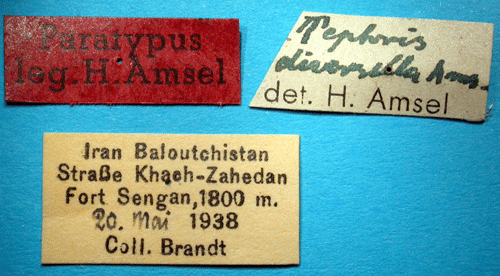 Paratypus
leg. H. Amsel
Tephris
diversella Ams.
det. H. Amsel
Iran Baloutchistan
Straße Khach-Zahedan
Fort Sengan, 1800 m.
20. Mai 1938
Coll. Brandt